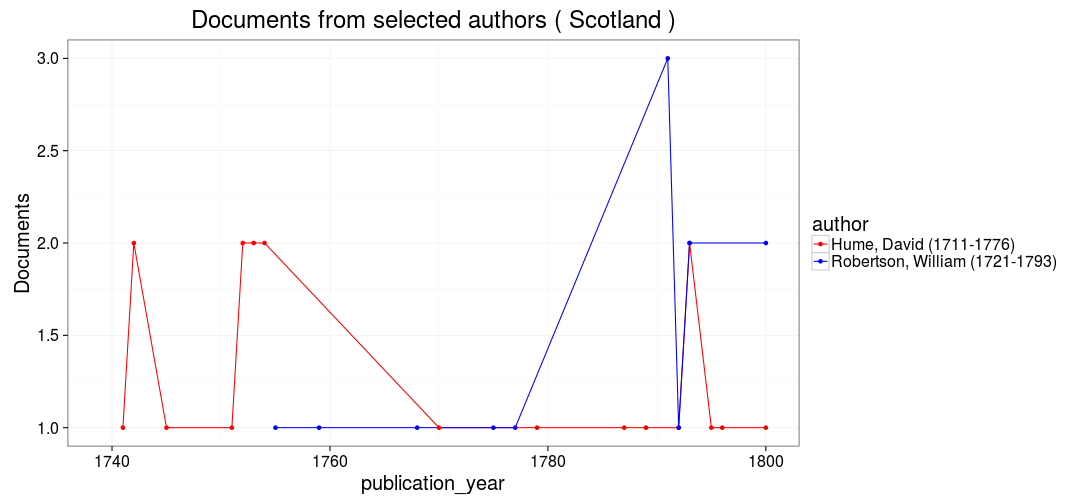 Documents from selected authors ( Scotland )
3.0
2.5
2.0
1.5
1.0
Documents
1740
1760
1780
1800
publication_year
author
Hume, David (1711-1776)
Robertson, William (1721-1793)